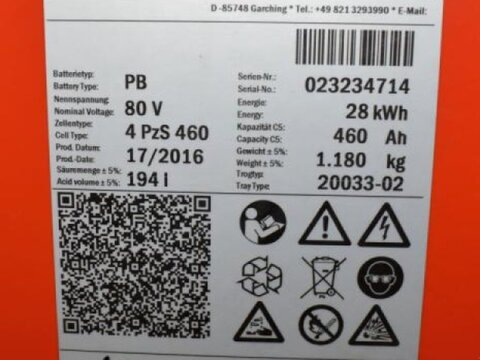 D -85748 Garching * Tel.: +49 821 3293990 * E-Mail:
Batterietyp:
Battery Type: PB
Nennspannung:
Nominal Voltage: 80 V
Zellentype:
Cell Type: 4 PzS 460
Prod. Datum
Prod.-Date: 17/2016
Säuremenge ± 5%:
Acid volume ± 5%: 194 l
Serien-Nr.:
Serial-No.: 023234714
Energie:
Energy: 28 kWh
Kapazität C5:
Capacity C5: 460 Ah
Gewicht ± 5%:
Weight ± 5%: 1.180 kg
Trogtyp:
Tray Type: 20033-02